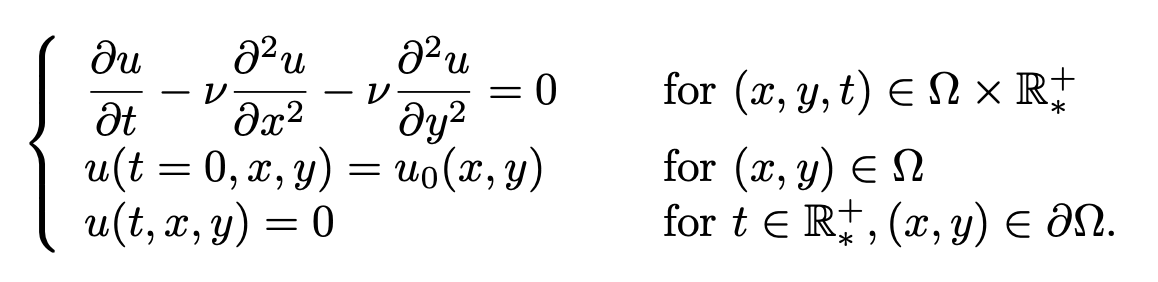 ∂u/∂t − ν ∂²u/∂x² − ν ∂²u/∂y² = 0 for (x, y, t) ∈ Ω × ℝ⁺∗
u(t = 0, x, y) = u₀(x, y) for (x, y) ∈ Ω
u(t, x, y) = 0 for t ∈ ℝ⁺∗, (x, y) ∈ ∂Ω.